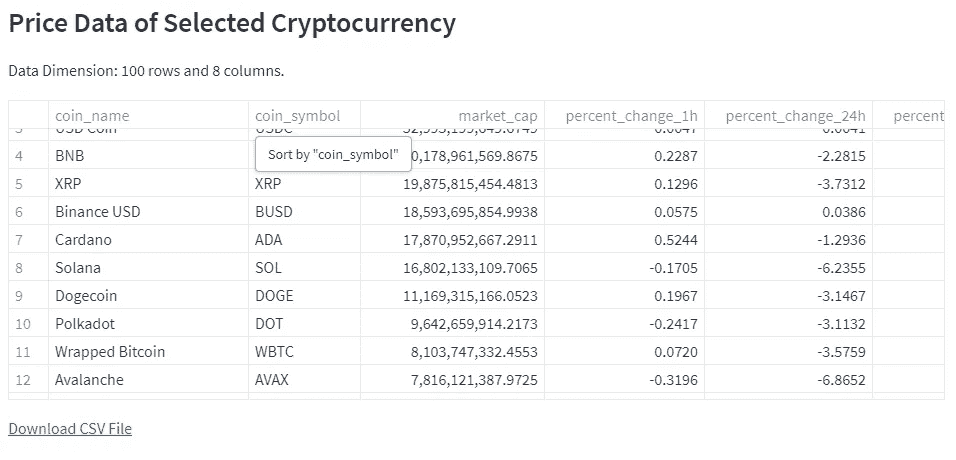 Price Data of Selected Cryptocurrency
Data Dimension: 100 rows and 8 columns.
coin_name coin_symbol market_cap percent_change_1h percent_change_24h percent
3 USD Coin USDC
4 BNB 0,178,961,569.8675 0.2287 -2.2815
Sort by "coin_symbol"
5 XRP XRP 19,875,815,454.4813 0.1296 -3.7312
6 Binance USD BUSD 18,593,695,854.9938 0.0575 0.0386
7 Cardano ADA 17,870,952,667.2911 0.5244 -1.2936
8 Solana SOL 16,802,133,109.7065 -0.1705 -6.2355
9 Dogecoin DOGE 11,169,315,166.0523 0.1967 -3.1467
10 Polkadot DOT 9,642,659,914.2173 -0.2417 -3.1132
11 Wrapped Bitcoin WBTC 8,103,747,332.4553 0.0720 -3.5759
12 Avalanche AVAX 7,816,121,387.9725 -0.3196 -6.8652
Download CSV File